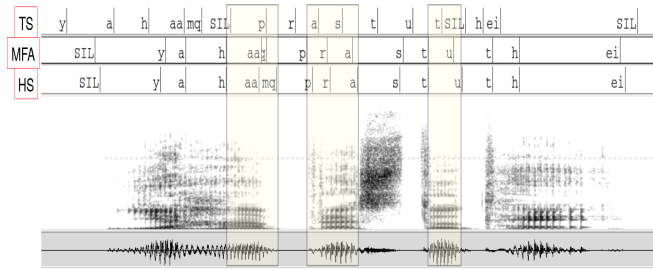 TS y a h aa mq SIL p r a s t u t SIL h ei SIL
MFA SIL y a h aa p r a s t u t h ei
HS SIL y a h aa mq p r a s t u t h ei